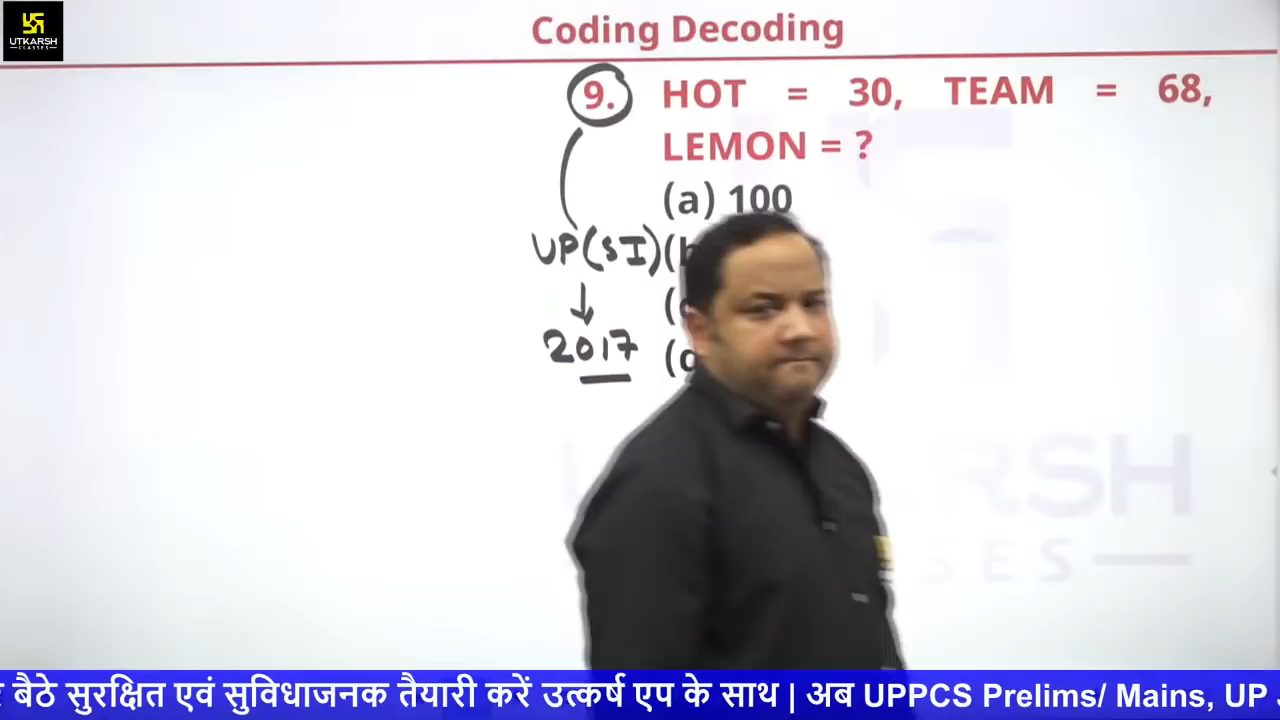 UTKARSH
CLASSES
Coding Decoding
9. HOT = 30, TEAM = 68,
LEMON = ?
(a) 100
UP(SI)
2017
बैठे सुरक्षित एवं सुविधाजनक तैयारी करें उत्कर्ष एप के साथ | अब UPPCS Prelims/ Mains, UP